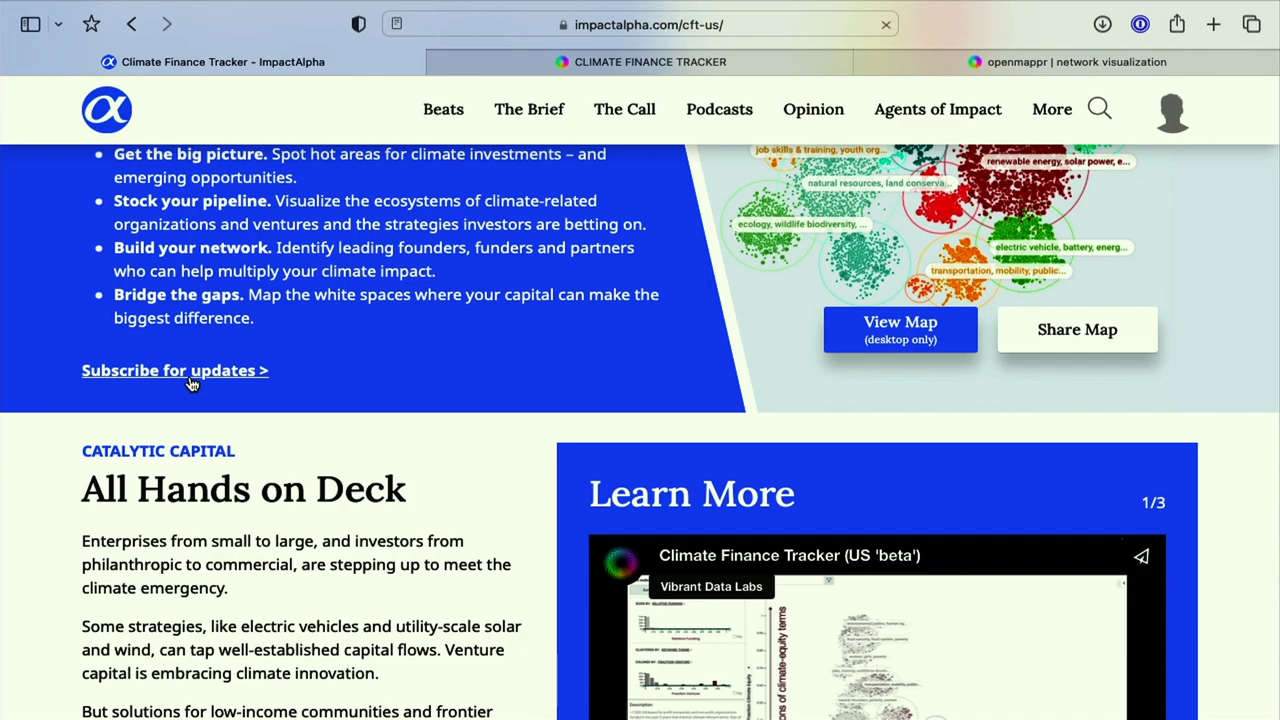 impactalpha.com/cft-us/
Climate Finance Tracker - ImpactAlpha
CLIMATE FINANCE TRACKER
openmappr | network visualization
Beats
The Brief
The Call
Podcasts
Opinion
Agents of Impact
More
Get the big picture. Spot hot areas for climate investments – and
emerging opportunities.
Stock your pipeline. Visualize the ecosystems of climate-related
organizations and ventures and the strategies investors are betting on.
Build your network. Identify leading founders, funders and partners
who can help multiply your climate impact.
Bridge the gaps. Map the white spaces where your capital can make the
biggest difference.
Subscribe for updates >
job skills & training, youth org...
renewable energy, solar power, e...
natural resources, land conserva...
ecology, wildlife biodiversity, ...
electric vehicle, battery, energ...
transportation, mobility, public...
View Map
(desktop only)
Share Map
CATALYTIC CAPITAL
All Hands on Deck
Enterprises from small to large, and investors from
philanthropic to commercial, are stepping up to meet the
climate emergency.
Some strategies, like electric vehicles and utility-scale solar
and wind, can tap well-established capital flows. Venture
capital is embracing climate innovation.
But solutions for low-income communities and frontier
Learn More
1/3
Climate Finance Tracker (US 'beta')
Vibrant Data Labs
ns of climate-equity terms